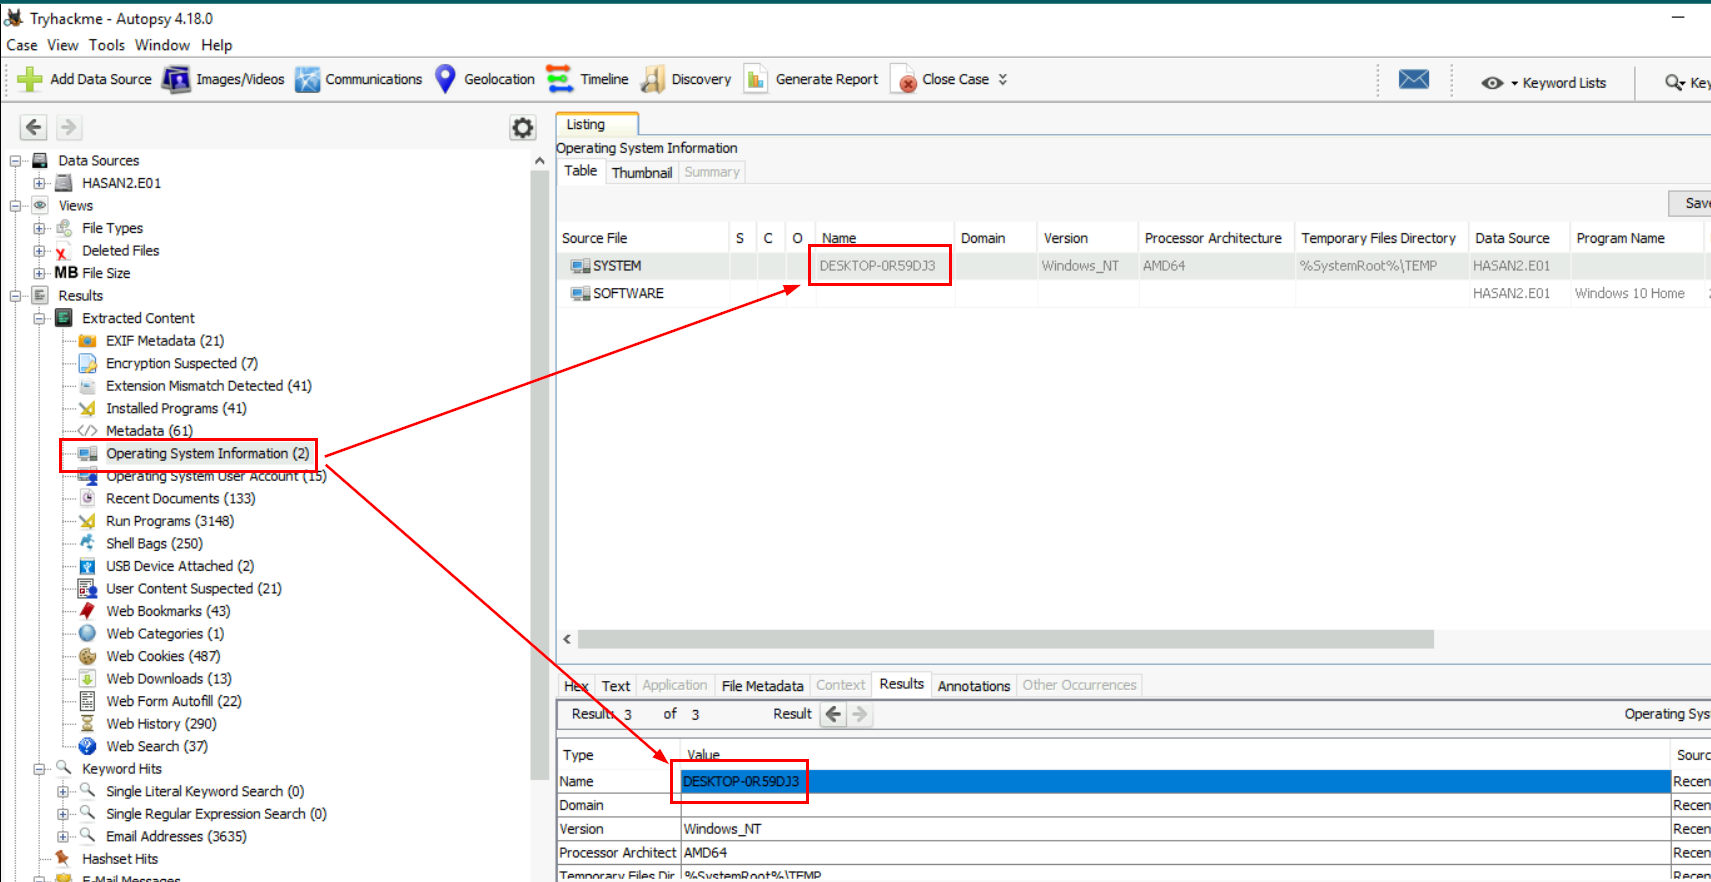 Tryhackme - Autopsy 4.18.0
Case View Tools Window Help
Add Data Source Images/Videos Communications Geolocation Timeline Discovery Generate Report Close Case Keyword Lists Key
Listing
Operating System Information
Table Thumbnail Summary
Save
Source File S C O Name Domain Version Processor Architecture Temporary Files Directory Data Source Program Name
SYSTEM DESKTOP-0R59DJ3 Windows_NT AMD64 %SystemRoot%\TEMP HASAN2.E01
SOFTWARE HASAN2.E01 Windows 10 Home
Data Sources
HASAN2.E01
Views
File Types
Deleted Files
MB File Size
Results
Extracted Content
EXIF Metadata (21)
Encryption Suspected (7)
Extension Mismatch Detected (41)
Installed Programs (41)
Metadata (61)
Operating System Information (2)
Operating System User Account (15)
Recent Documents (133)
Run Programs (3148)
Shell Bags (250)
USB Device Attached (2)
User Content Suspected (21)
Web Bookmarks (43)
Web Categories (1)
Web Cookies (487)
Web Downloads (13)
Web Form Autofill (22)
Web History (290)
Web Search (37)
Keyword Hits
Single Literal Keyword Search (0)
Single Regular Expression Search (0)
Email Addresses (3635)
Hashset Hits
E-Mail Messages
Hex Text Application File Metadata Context Results Annotations Other Occurrences
Result: 3 of 3 Result Operating Sys
Type Value Sourc
Name DESKTOP-0R59DJ3 Recen
Domain Recen
Version Windows_NT Recen
Processor Architect AMD64 Recen
Temporary Files Dir %SystemRoot%\TEMP Recen